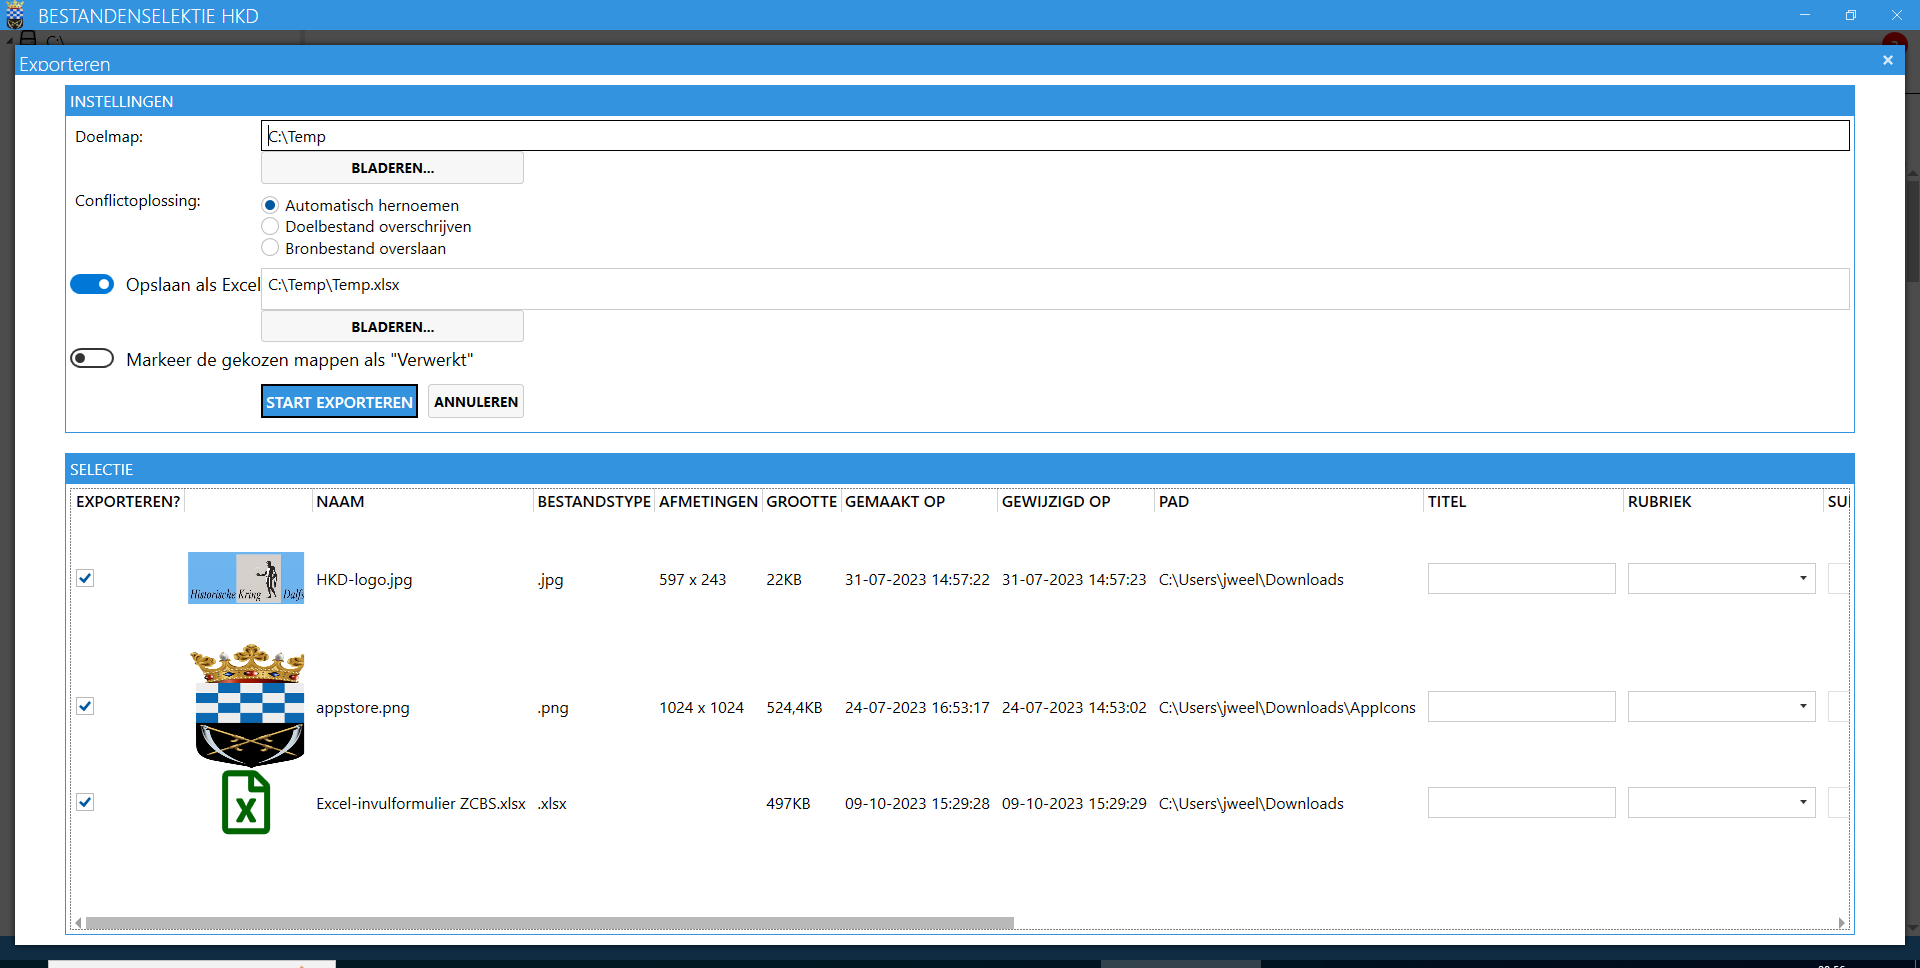 BESTANDENSELEKTIE HKD
C:\
Exporteren
INSTELLINGEN
Doelmap:
C:\Temp
BLADEREN...
Conflictoplossing:
Automatisch hernoemen
Doelbestand overschrijven
Bronbestand overslaan
Opslaan als Excel
C:\Temp\Temp.xlsx
BLADEREN...
Markeer de gekozen mappen als "Verwerkt"
START EXPORTEREN ANNULEREN
SELECTIE
EXPORTEREN? NAAM BESTANDSTYPE AFMETINGEN GROOTTE GEMAAKT OP GEWIJZIGD OP PAD TITEL RUBRIEK
Historische Kring Dalfs
HKD-logo.jpg .jpg 597 x 243 22KB 31-07-2023 14:57:22 31-07-2023 14:57:23 C:\Users\jweel\Downloads
appstore.png .png 1024 x 1024 524,4KB 24-07-2023 16:53:17 24-07-2023 14:53:02 C:\Users\jweel\Downloads\AppIcons
Excel-invulformulier ZCBS.xlsx .xlsx 497KB 09-10-2023 15:29:28 09-10-2023 15:29:29 C:\Users\jweel\Downloads